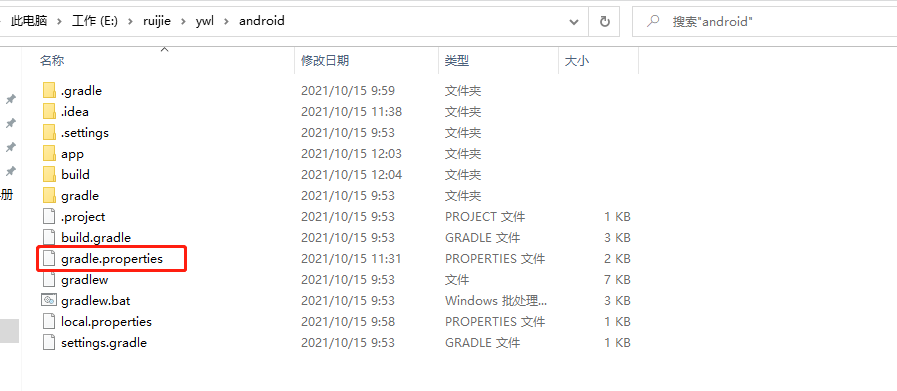 此电脑 › 工作 (E:) › ruijie › ywl › android 搜索"android"
名称 修改日期 类型 大小
.gradle 2021/10/15 9:59 文件夹
.idea 2021/10/15 11:38 文件夹
.settings 2021/10/15 9:53 文件夹
app 2021/10/15 12:03 文件夹
build 2021/10/15 12:04 文件夹
gradle 2021/10/15 9:53 文件夹
册
.project 2021/10/15 9:53 PROJECT 文件 1 KB
build.gradle 2021/10/15 9:53 GRADLE 文件 3 KB
gradle.properties 2021/10/15 11:31 PROPERTIES 文件 2 KB
gradlew 2021/10/15 9:53 文件 7 KB
gradlew.bat 2021/10/15 9:53 Windows 批处理... 3 KB
local.properties 2021/10/15 9:58 PROPERTIES 文件 1 KB
settings.gradle 2021/10/15 9:53 GRADLE 文件 1 KB